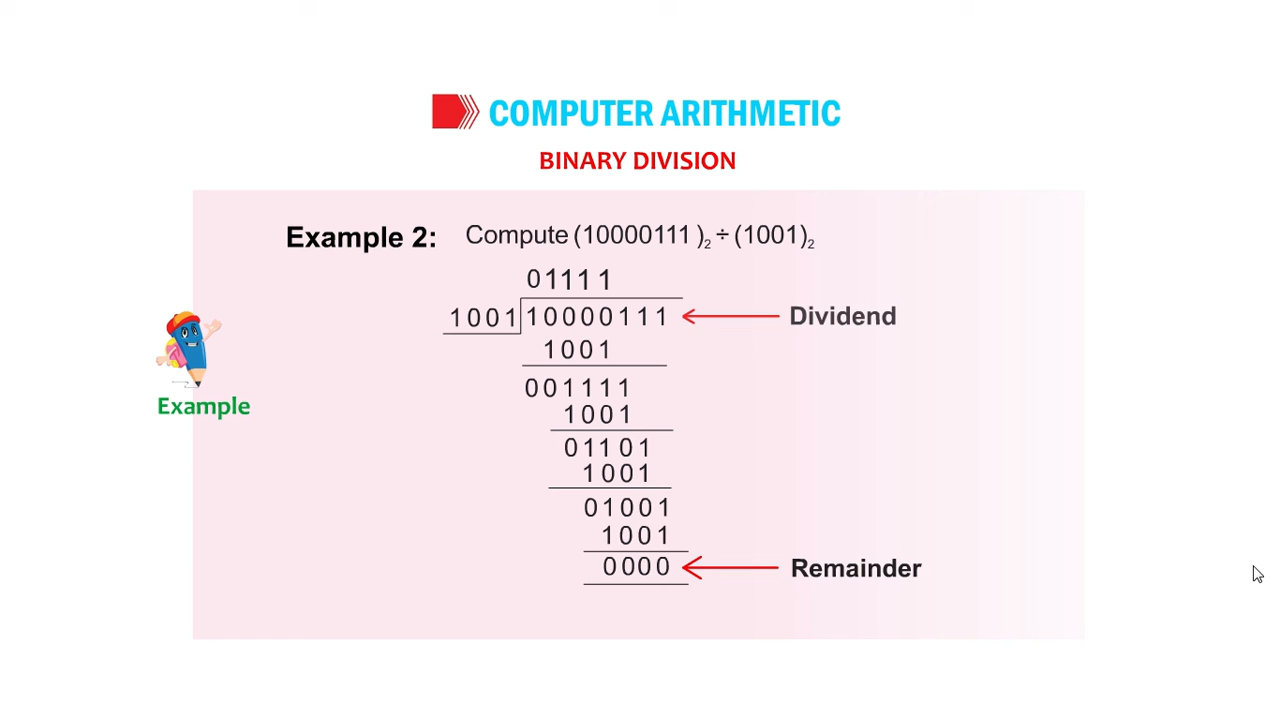 COMPUTER ARITHMETIC
BINARY DIVISION
Example 2: Compute (10000111 )₂ ÷ (1001)₂
01111
1001 10000111 Dividend
1001
001111
Example
1001
01101
1001
01001
1001
0000 Remainder